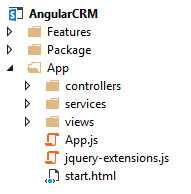 AngularCRM
Features
Package
App
controllers
services
views
App.js
jquery-extensions.js
start.html